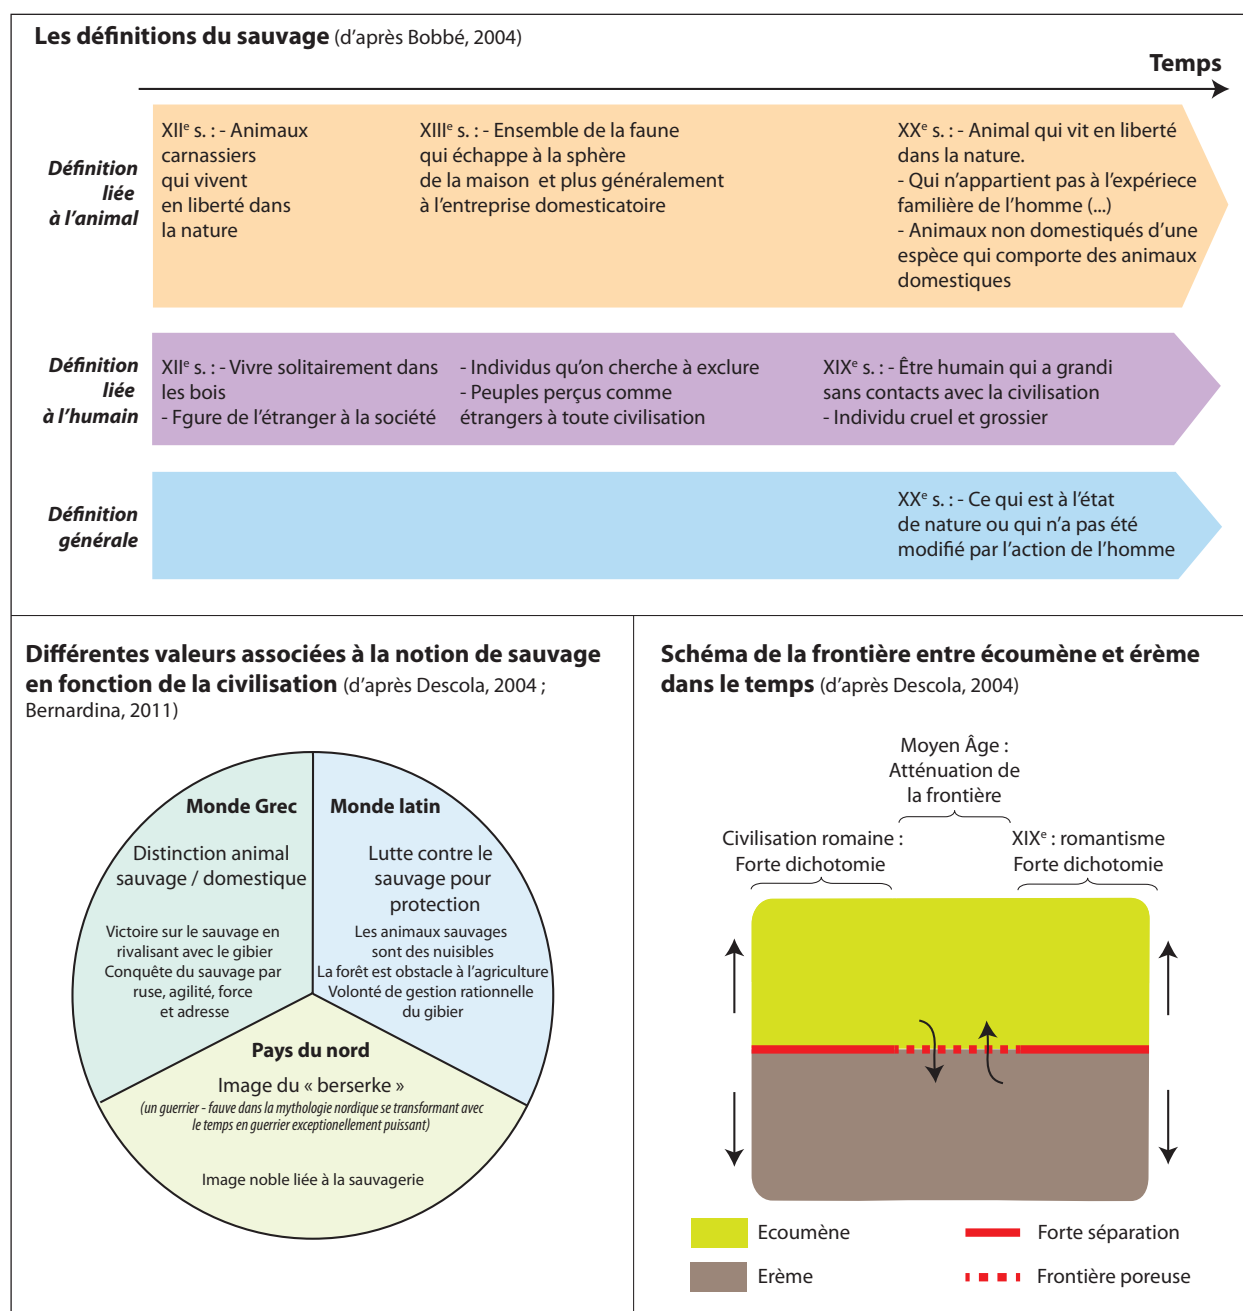 Les définitions du sauvage (d'après Bobbé, 2004)
Temps
Définition
liée
à l'animal
XIIe s. : - Animaux
carnassiers
qui vivent
en liberté dans
la nature
XIIIe s. : - Ensemble de la faune
qui échappe à la sphère
de la maison et plus généralement
à l'entreprise domesticatoire
XXe s. : - Animal qui vit en liberté
dans la nature.
- Qui n'appartient pas à l'expériece
familière de l'homme (...)
- Animaux non domestiqués d'une
espèce qui comporte des animaux
domestiques
Définition
liée
à l'humain
XIIe s. : - Vivre solitairement dans
les bois
- Fgure de l'étranger à la société
- Individus qu'on cherche à exclure
- Peuples perçus comme
étrangers à toute civilisation
XIXe s. : - Être humain qui a grandi
sans contacts avec la civilisation
- Individu cruel et grossier
Définition
générale
XXe s. : - Ce qui est à l'état
de nature ou qui n'a pas été
modifié par l'action de l'homme
Différentes valeurs associées à la notion de sauvage
en fonction de la civilisation (d'après Descola, 2004 ;
Bernardina, 2011)
Monde Grec
Distinction animal
sauvage / domestique
Victoire sur le sauvage en
rivalisant avec le gibier
Conquête du sauvage par
ruse, agilité, force
et adresse
Monde latin
Lutte contre le
sauvage pour
protection
Les animaux sauvages
sont des nuisibles
La forêt est obstacle à l'agriculture
Volonté de gestion rationnelle
du gibier
Pays du nord
Image du « berserke »
(un guerrier - fauve dans la mythologie nordique se transformant avec
le temps en guerrier exceptionellement puissant)
Image noble liée à la sauvagerie
Schéma de la frontière entre écoumène et érème
dans le temps (d'après Descola, 2004)
Moyen Âge :
Atténuation de
la frontière
Civilisation romaine :
Forte dichotomie
XIXe : romantisme
Forte dichotomie
Ecoumène
Forte séparation
Erème
Frontière poreuse